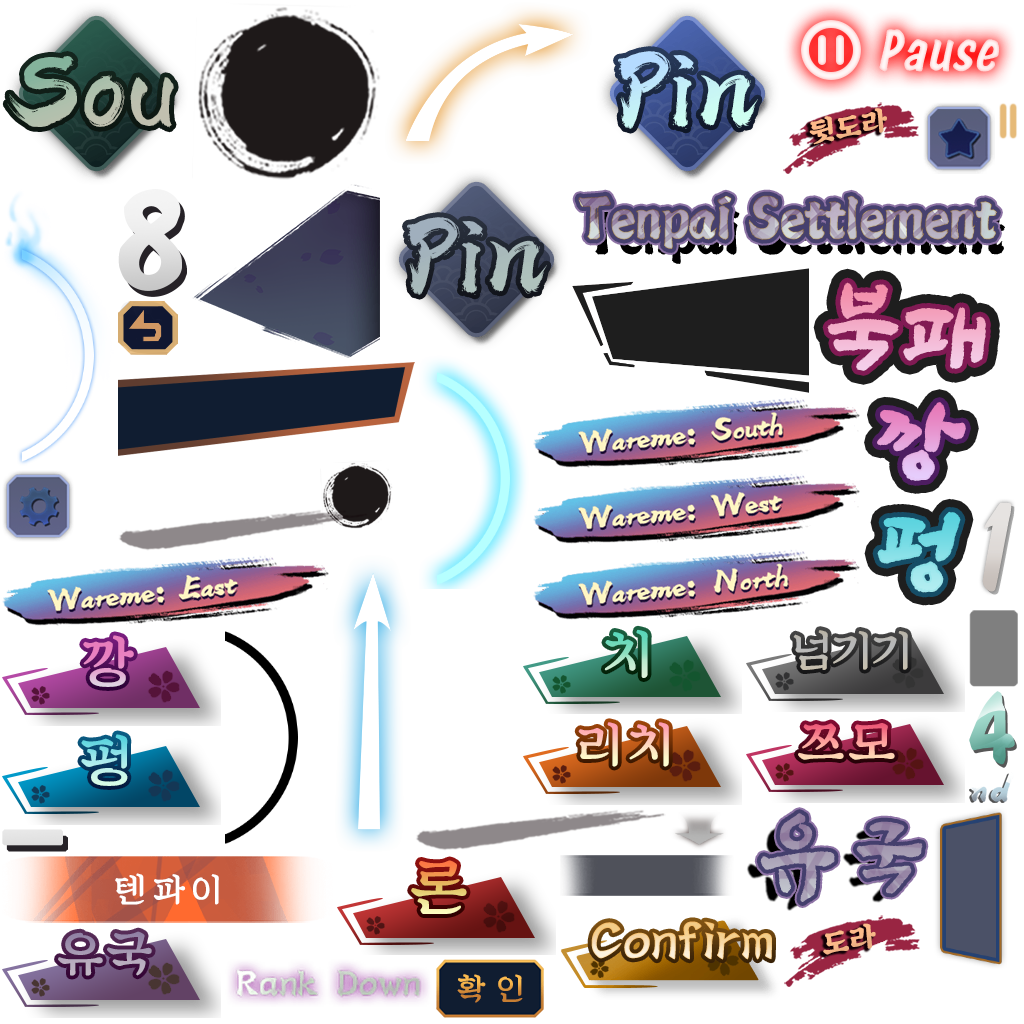 Sou
Pin
Pause
뒷도라
8
Pin
Tenpai Settlement
북패
깡
Wareme: South
Wareme: West
펑
1
Wareme: East
Wareme: North
깡
치
넘기기
펑
리치
쯔모
4
nd
텐파이
론
유국
유국
Confirm
도라
Rank Down
확인